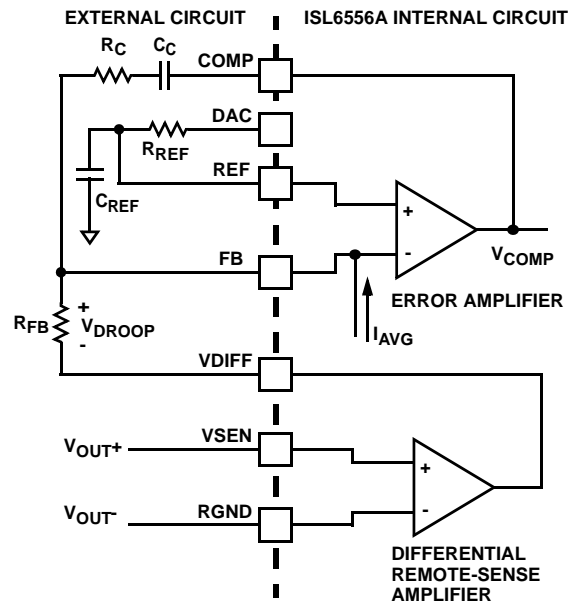 EXTERNAL CIRCUIT
ISL6556A INTERNAL CIRCUIT
RC
CC
COMP
DAC
RREF
REF
CREF
+
-
VCOMP
FB
ERROR AMPLIFIER
IAVG
RFB
+
VDROOP
-
VDIFF
VOUT+
VSEN
+
VOUT-
RGND
-
DIFFERENTIAL
REMOTE-SENSE
AMPLIFIER